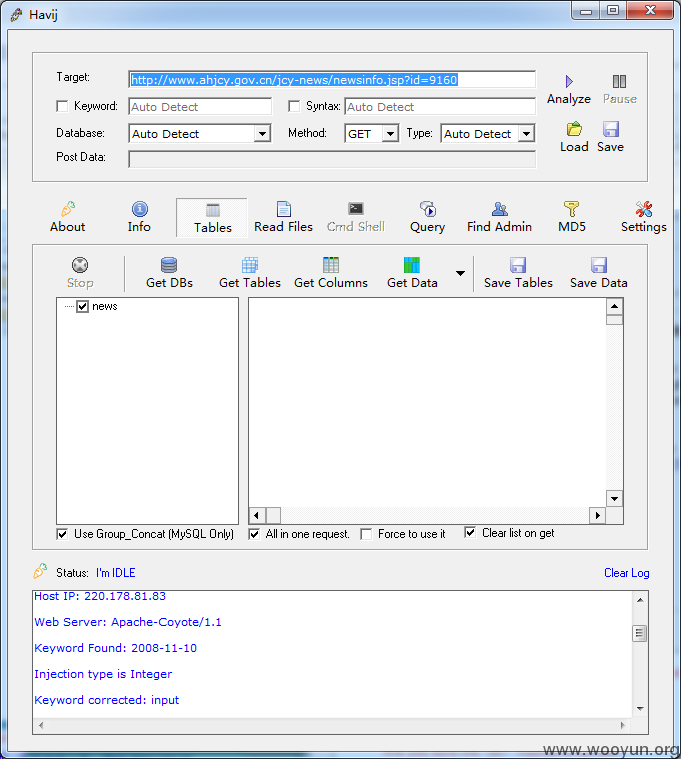 Havij
Target: http://www.ahjcy.gov.cn/jcy-news/newsinfo.jsp?id=9160
Analyze Pause
Keyword: Auto Detect Syntax: Auto Detect
Database: Auto Detect Method: GET Type: Auto Detect
Load Save
Post Data:
About Info Tables Read Files Cmd Shell Query Find Admin MD5 Settings
Stop Get DBs Get Tables Get Columns Get Data Save Tables Save Data
news
Use Group_Concat (MySQL Only) All in one request. Force to use it Clear list on get
Status: I'm IDLE Clear Log
Host IP: 220.178.81.83
Web Server: Apache-Coyote/1.1
Keyword Found: 2008-11-10
Injection type is Integer
Keyword corrected: input
www.wooyun.org